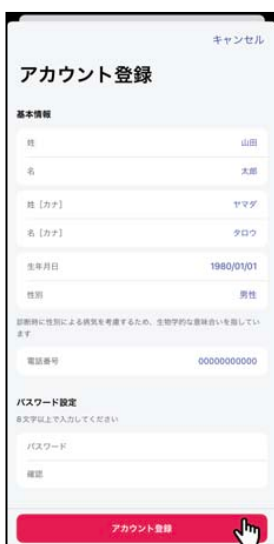 キャンセル
アカウント登録
基本情報
姓 山田
名 太郎
姓［カナ］ ヤマダ
名［カナ］ タロウ
生年月日 1980/01/01
性別 男性
診断時に性別による病気を考慮するため、生物学的な意味合いを指してい
ます
電話番号 00000000000
パスワード設定
8文字以上で入力してください
パスワード
確認
アカウント登録